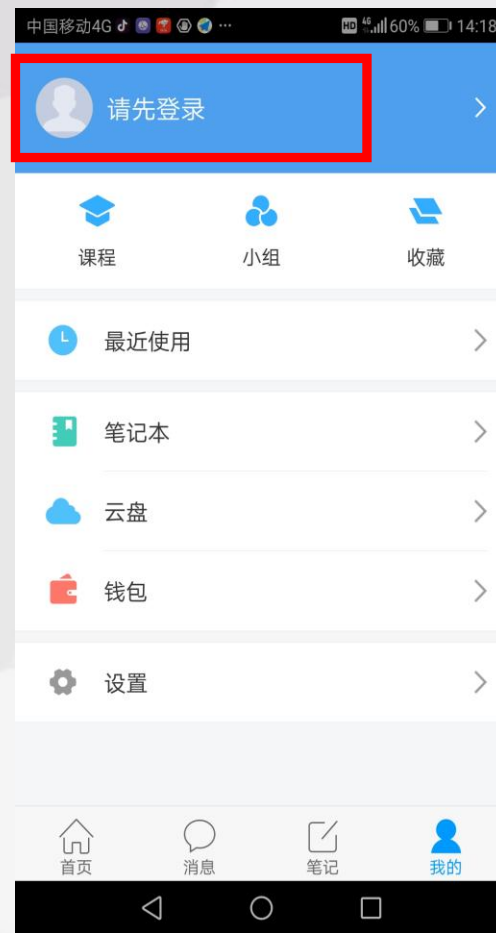 中国移动4G ... HD 46 60% 14:18
请先登录
课程 小组 收藏
最近使用
笔记本
云盘
钱包
设置
首页 消息 笔记 我的